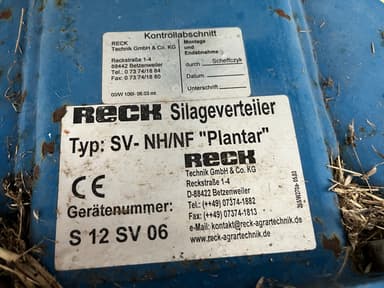 Kontrollabschnitt
RECK
Technik GmbH & Co. KG
Reckstraße 1-4
88422 Betzenweiler
Tel.: 0 73 74/18 84
Fax: 0 73 74/18 80
Montage
und
Endabnahme
durch : Scheffczyk
Datum:
Unterschrift:
RECK Silageverteiler
Typ: SV- NH/NF "Plantar"
RECK
Technik GmbH & Co. KG
Reckstraße 1-4
D-88422 Betzenweiler
Tel.: (++49) 07374-1882
Fax: (++49) 07374-1813
e-Mail: kontakt@reck-agrartechnik.de
www.reck-agrartechnik.de
CE
Gerätenummer:
S 12 SV 06